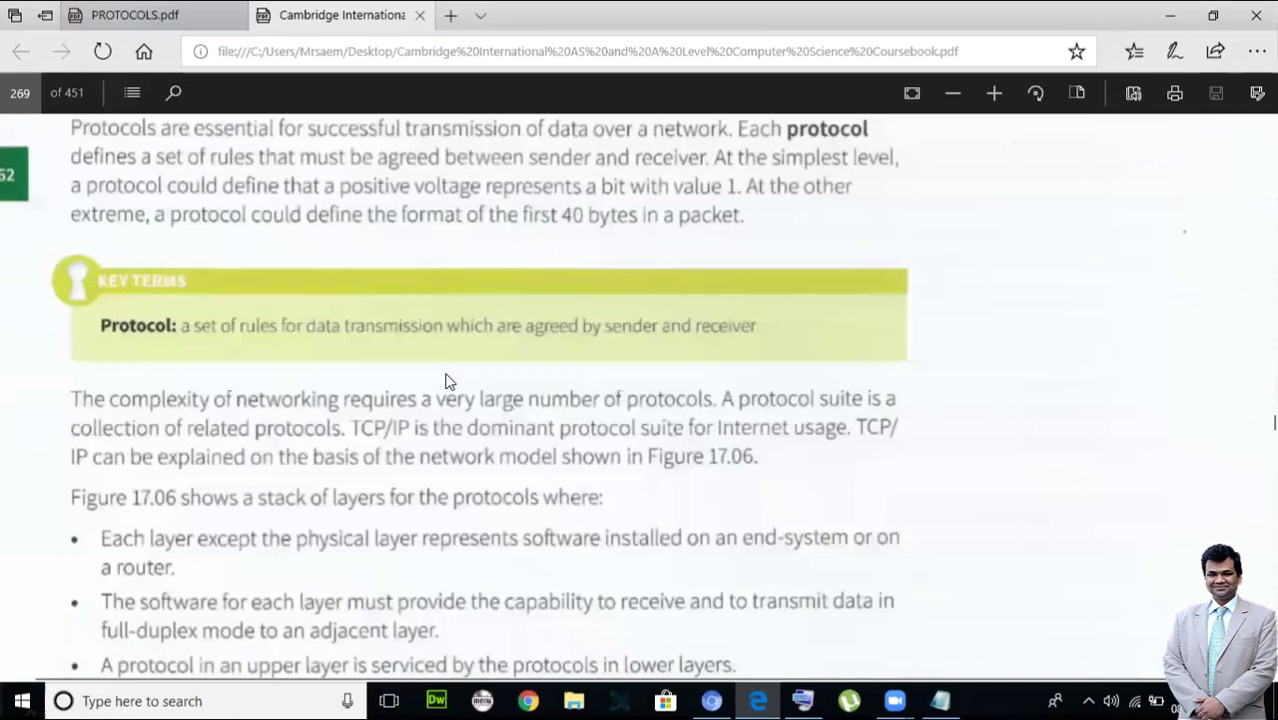 PROTOCOLS.pdf
Cambridge Internationa
file:///C:/Users/Mrsaem/Desktop/Cambridge%20International%20AS%20and%20A%20Level%20Computer%20Science%20Coursebook.pdf
269 of 451
Protocols are essential for successful transmission of data over a network. Each protocol
52
defines a set of rules that must be agreed between sender and receiver. At the simplest level,
a protocol could define that a positive voltage represents a bit with value 1. At the other
extreme, a protocol could define the format of the first 40 bytes in a packet.
KEY TERMS
Protocol: a set of rules for data transmission which are agreed by sender and receiver
The complexity of networking requires a very large number of protocols. A protocol suite is a
collection of related protocols. TCP/IP is the dominant protocol suite for Internet usage. TCP/
IP can be explained on the basis of the network model shown in Figure 17.06.
Figure 17.06 shows a stack of layers for the protocols where:
• Each layer except the physical layer represents software installed on an end-system or on
a router.
• The software for each layer must provide the capability to receive and to transmit data in
full-duplex mode to an adjacent layer.
• A protocol in an upper layer is serviced by the protocols in lower layers.
Type here to search
Dw